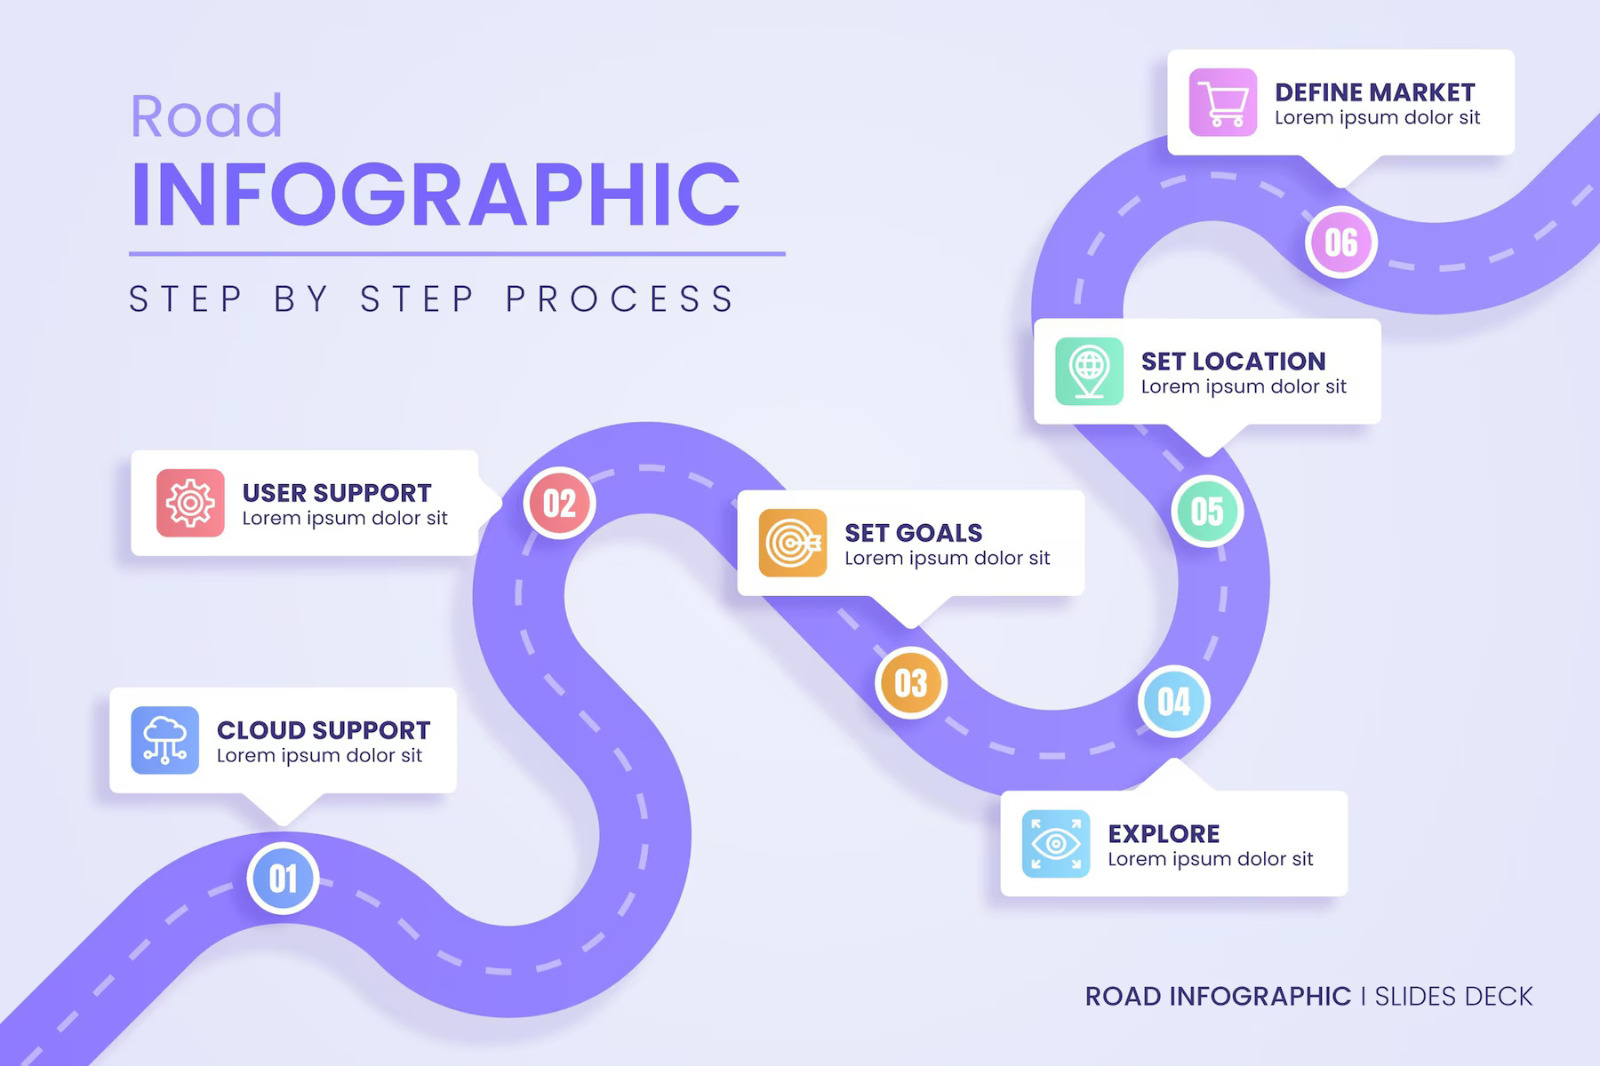 Road
INFOGRAPHIC
STEP BY STEP PROCESS
01
CLOUD SUPPORT
Lorem ipsum dolor sit
02
USER SUPPORT
Lorem ipsum dolor sit
03
SET GOALS
Lorem ipsum dolor sit
04
EXPLORE
Lorem ipsum dolor sit
05
SET LOCATION
Lorem ipsum dolor sit
06
DEFINE MARKET
Lorem ipsum dolor sit
ROAD INFOGRAPHIC | SLIDES DECK